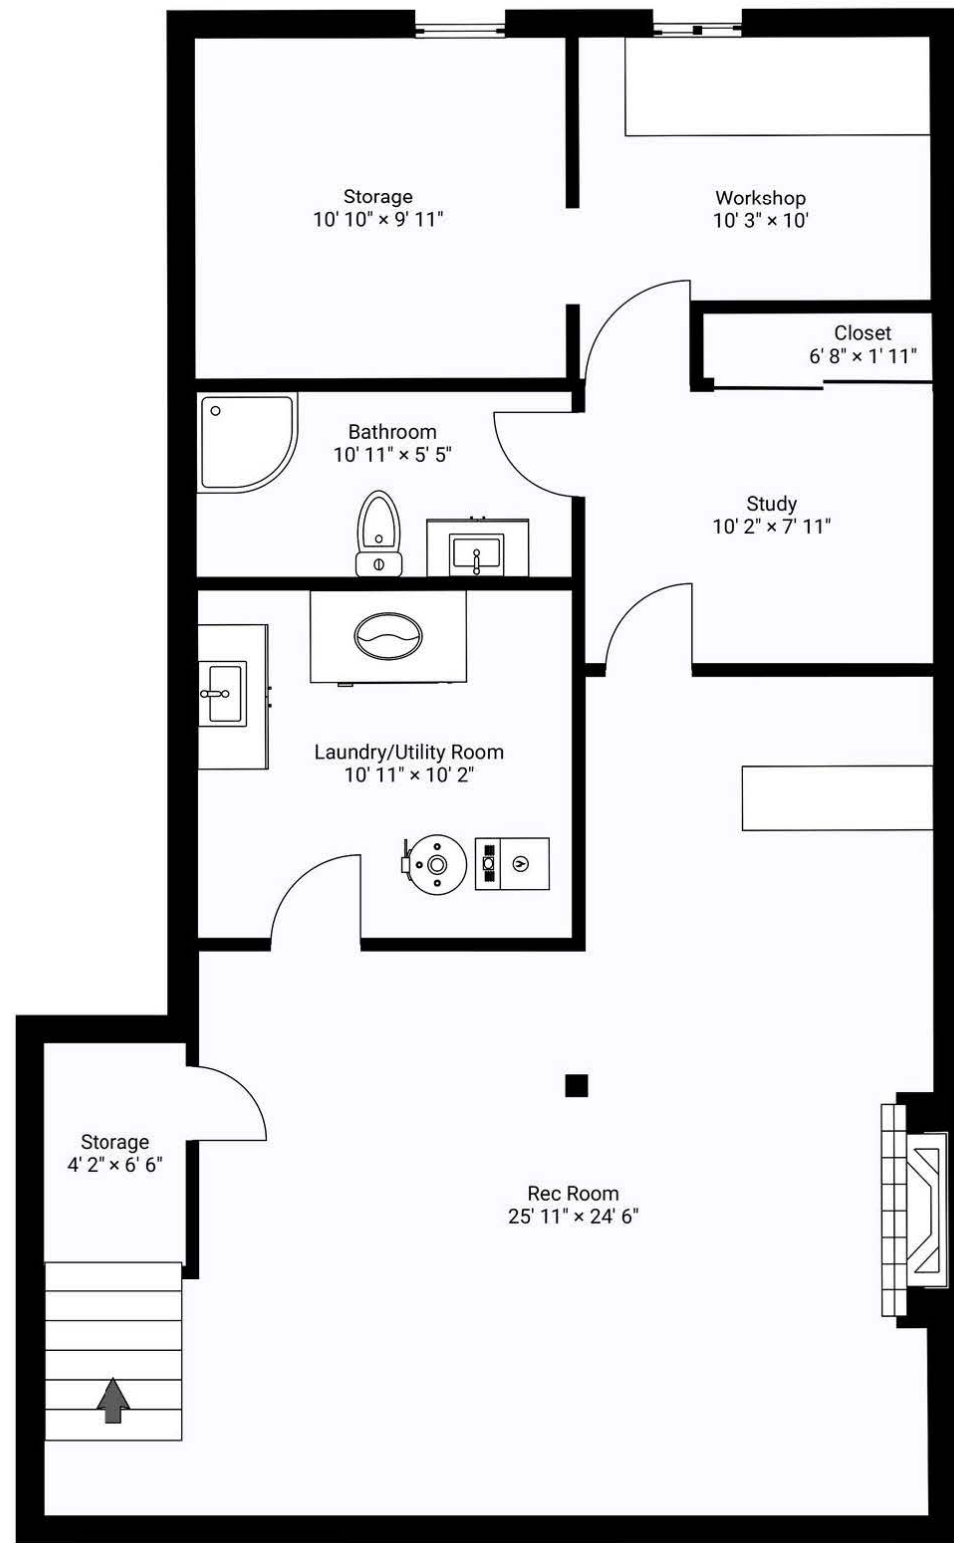 Storage
10' 10" × 9' 11"
Workshop
10' 3" × 10'
Closet
6' 8" × 1' 11"
Bathroom
10' 11" × 5' 5"
Study
10' 2" × 7' 11"
Laundry/Utility Room
10' 11" × 10' 2"
Storage
4' 2" × 6' 6"
Rec Room
25' 11" × 24' 6"